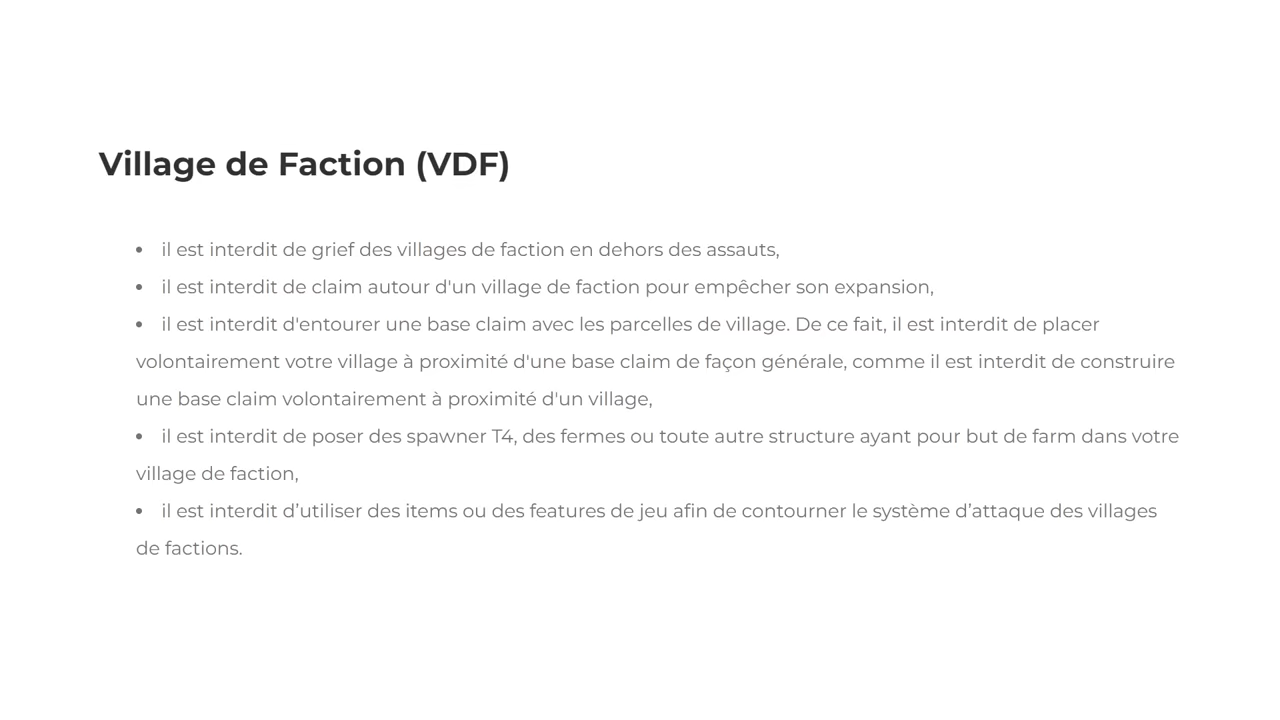 Village de Faction (VDF)
• il est interdit de grief des villages de faction en dehors des assauts,
• il est interdit de claim autour d'un village de faction pour empêcher son expansion,
• il est interdit d'entourer une base claim avec les parcelles de village. De ce fait, il est interdit de placer
volontairement votre village à proximité d'une base claim de façon générale, comme il est interdit de construire
une base claim volontairement à proximité d'un village,
• il est interdit de poser des spawner T4, des fermes ou toute autre structure ayant pour but de farm dans votre
village de faction,
• il est interdit d’utiliser des items ou des features de jeu afin de contourner le système d’attaque des villages
de factions.